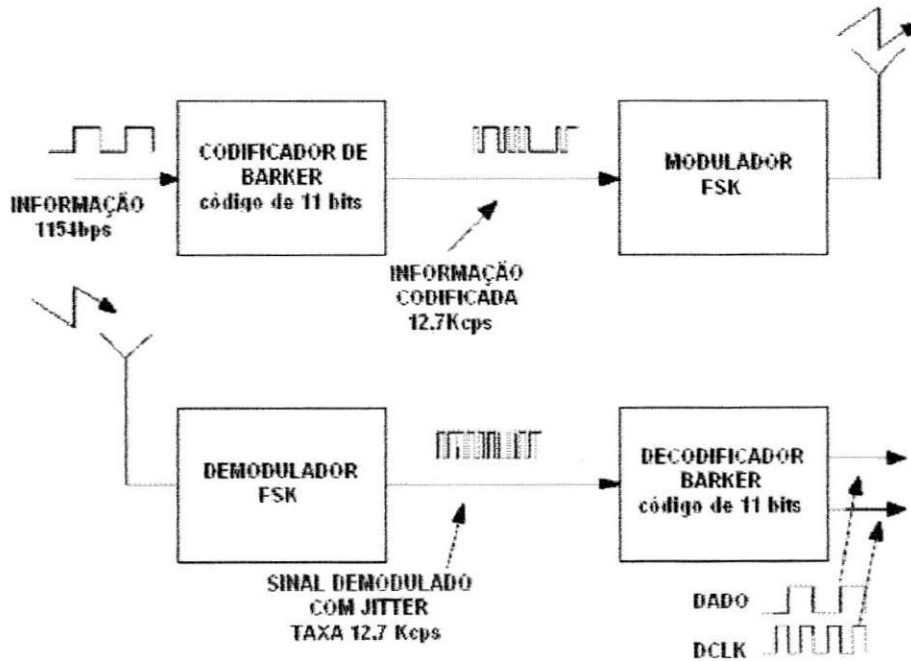 INFORMAÇÃO
1154bps
CODIFICADOR DE
BARKER
código de 11 bits
INFORMAÇÃO
CODIFICADA
12.7Kcps
MODULADOR
FSK
DEMODULADOR
FSK
SINAL DEMODULADO
COM JITTER
TAXA 12.7 Kcps
DECODIFICADOR
BARKER
código de 11 bits
DADO
DCLK